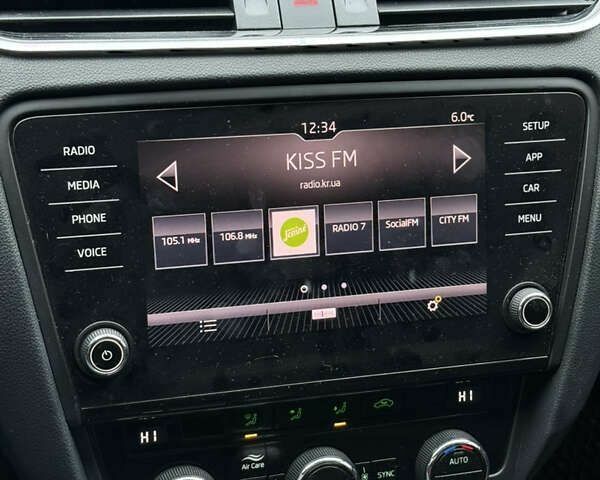 12:34
6.0°C
RADIO
MEDIA
PHONE
VOICE
KISS FM
radio.kr.ua
105.1 MHz
106.8 MHz
RADIO 7
SocialFM
CITY FM
SETUP
APP
CAR
MENU
HI
HI
Air Care
SYNC
AUTO